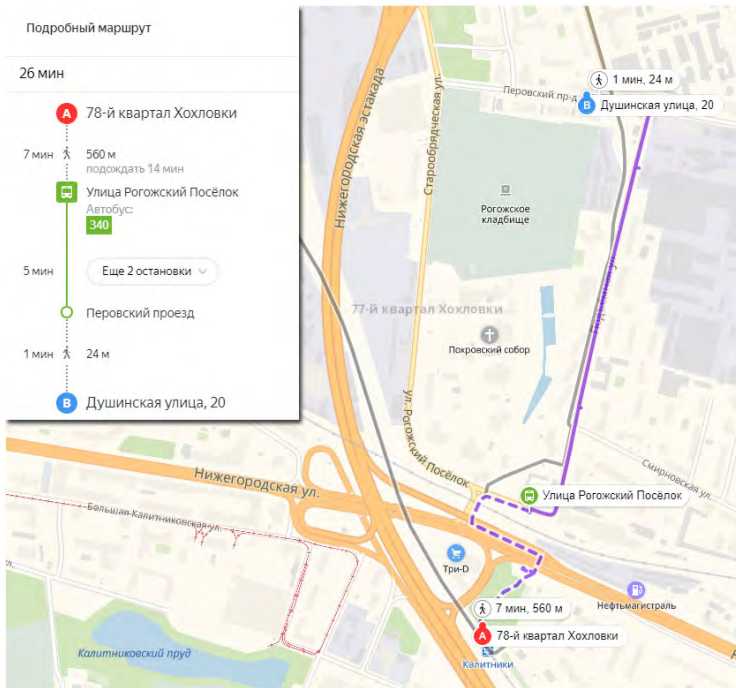 Подробный маршрут
26 мин
A 78-й квартал Хохловки
7 мин 560 м
подождать 14 мин
Улица Рогожский Посёлок
Автобус:
340
5 мин Еще 2 остановки
Перовский проезд
1 мин 24 м
B Душинская улица, 20
1 мин, 24 м
Перовский пр-д
B Душинская улица, 20
Старообрядческая ул.
Нижегородская эстакада
Рогожское
кладбище
77-й квартал Хохловки
Покровский собор
ул. Рогожский Посёлок
Смирновская ул.
Нижегородская ул.
Улица Рогожский Посёлок
Большая Калитниковская ул.
Три-D
Нефтьмагистраль
7 мин, 560 м
A 78-й квартал Хохловки
Калитники
Калитниковский пруд